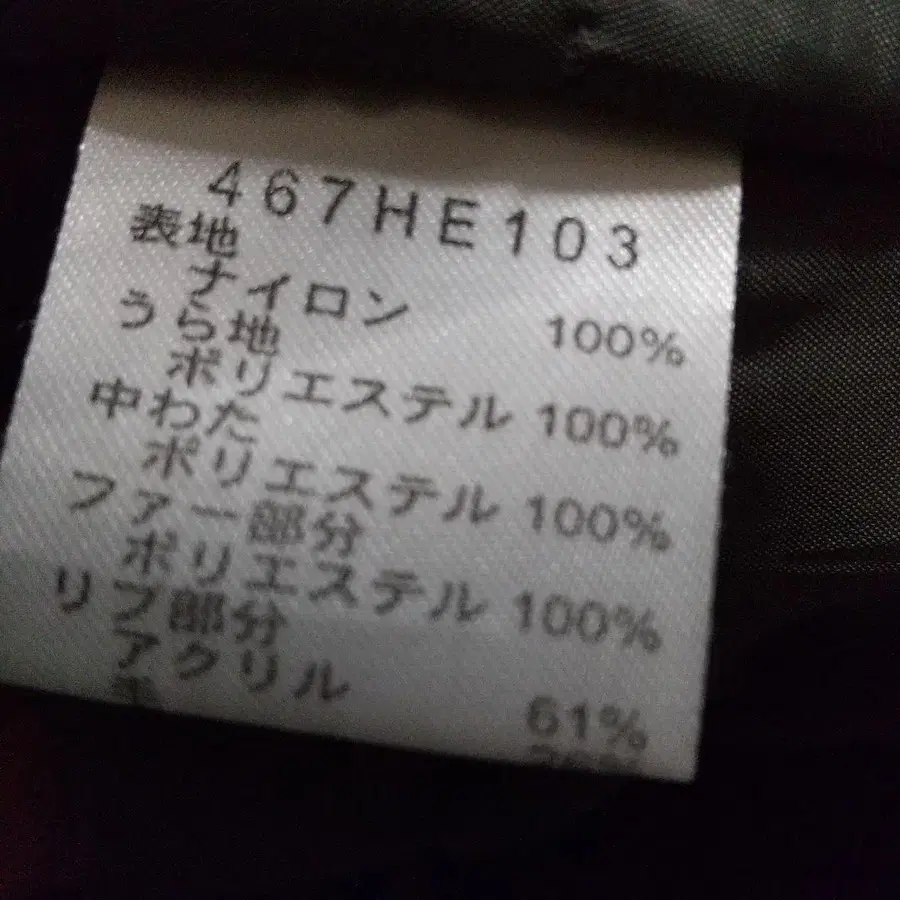 467HE103
表地
ナイロン 100%
うら地
ポリエステル 100%
中わた
ポリエステル 100%
ファー部分
ポリエステル 100%
リブ部分
アクリル 61%